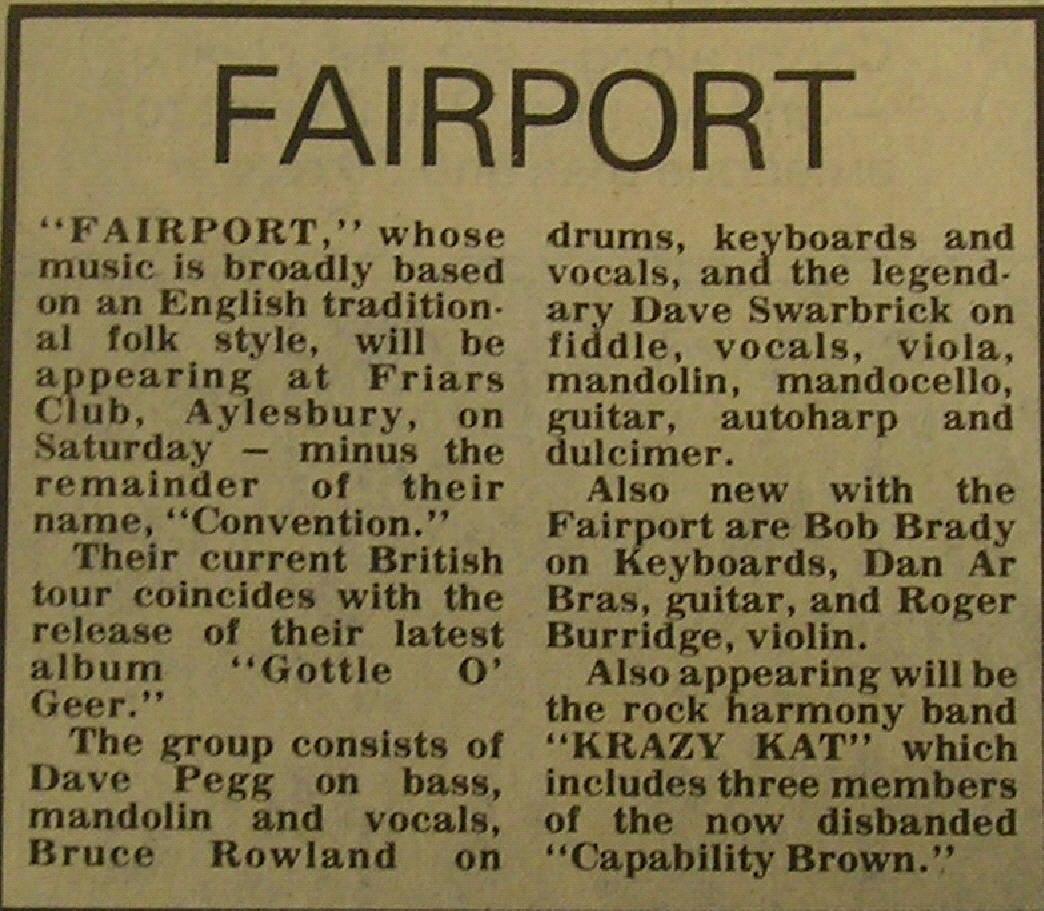 FAIRPORT
“FAIRPORT,” whose
music is broadly based
on an English tradition-
al folk style, will be
appearing at Friars
Club, Aylesbury, on
Saturday — minus the
remainder of their
name, “Convention.”
Their current British
tour coincides with the
release of their latest
album “Gottle O’
Geer.”
The group consists of
Dave Pegg on bass,
mandolin and vocals,
Bruce Rowland on
drums, keyboards and
vocals, and the legend-
ary Dave Swarbrick on
fiddle, vocals, viola,
mandolin, mandocello,
guitar, autoharp and
dulcimer.
Also new with the
Fairport are Bob Brady
on Keyboards, Dan Ar
Bras, guitar, and Roger
Burridge, violin.
Also appearing will be
the rock harmony band
“KRAZY KAT” which
includes three members
of the now disbanded
“Capability Brown.”